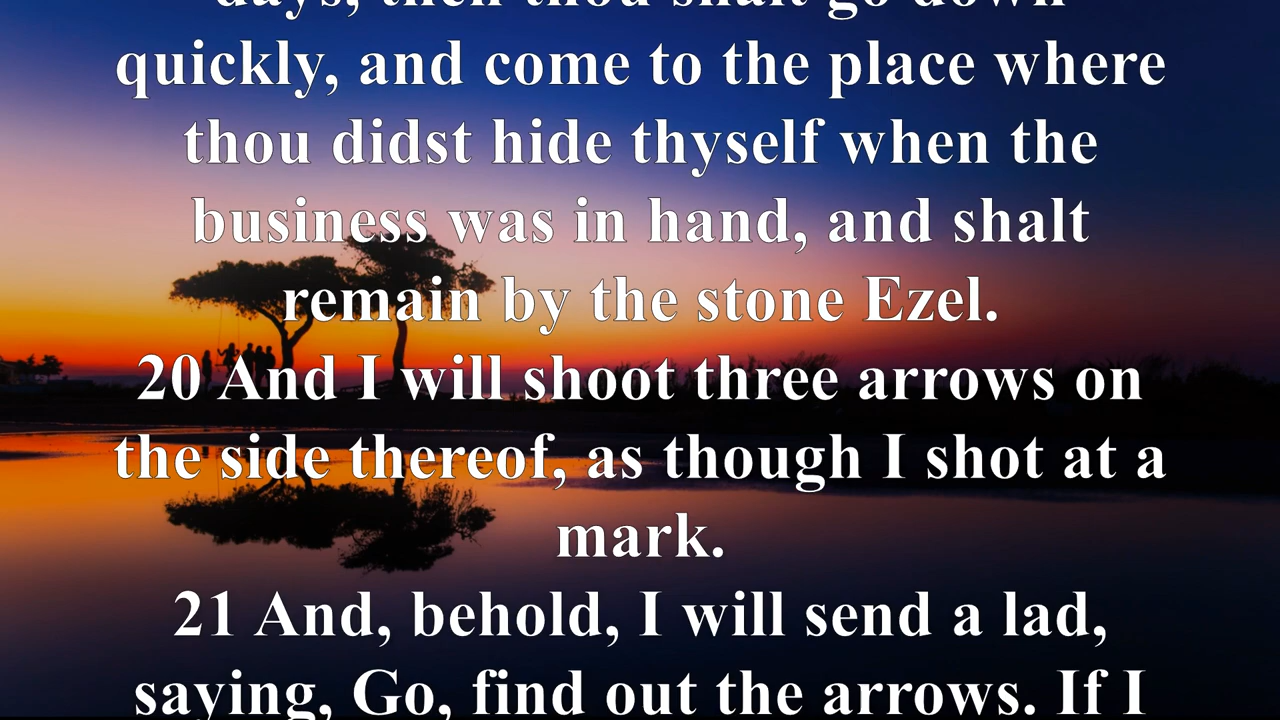 days, then thou shalt go down
quickly, and come to the place where
thou didst hide thyself when the
business was in hand, and shalt
remain by the stone Ezel.
20 And I will shoot three arrows on
the side thereof, as though I shot at a
mark.
21 And, behold, I will send a lad,
saying, Go, find out the arrows. If I